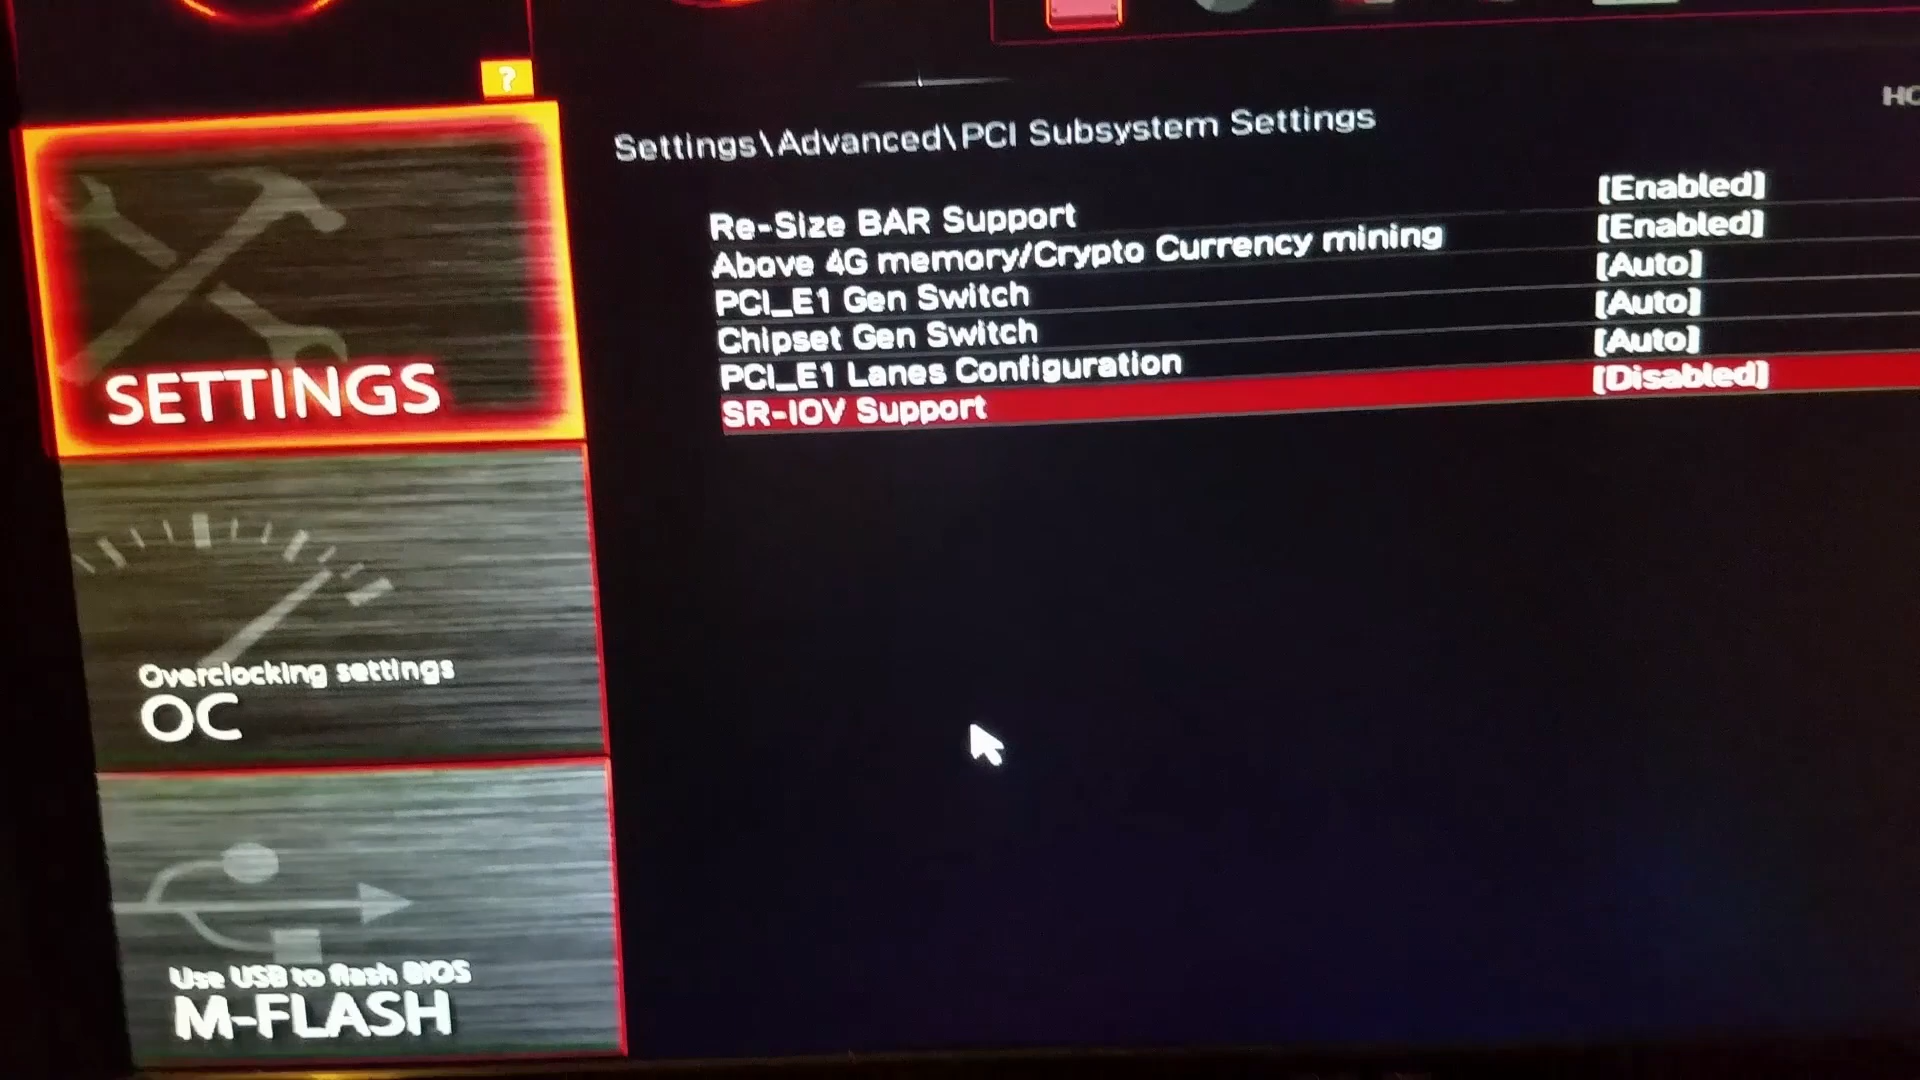 ?
HO
Settings\Advanced\PCI Subsystem Settings
Re-Size BAR Support [Enabled]
Above 4G memory/Crypto Currency mining [Enabled]
PCI_E1 Gen Switch [Auto]
Chipset Gen Switch [Auto]
PCI_E1 Lanes Configuration [Auto]
SR-IOV Support [Disabled]
SETTINGS
Overclocking settings
OC
Use USB to flash BIOS
M-FLASH